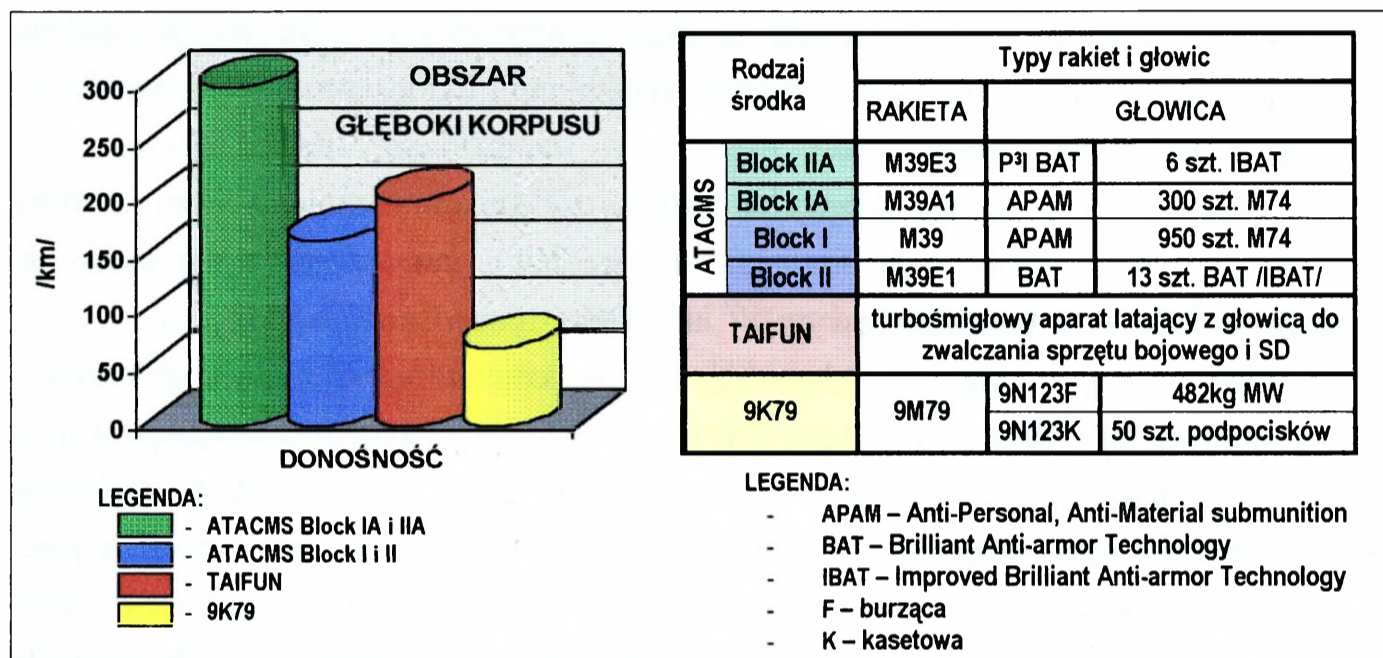 OBSZAR
GŁĘBOKI KORPUSU
300
250
200
150
100
50
0
/km/
DONOŚNOŚĆ
LEGENDA:
- ATACMS Block IA i IIA
- ATACMS Block I i II
- TAIFUN
- 9K79
Rodzaj środka
Typy rakiet i głowic
RAKIETA GŁOWICA
ATACMS
Block IIA M39E3 P³I BAT 6 szt. IBAT
Block IA M39A1 APAM 300 szt. M74
Block I M39 APAM 950 szt. M74
Block II M39E1 BAT 13 szt. BAT /IBAT/
TAIFUN turbośmigłowy aparat latający z głowicą do
zwalczania sprzętu bojowego i SD
9K79 9M79 9N123F 482kg MW
9N123K 50 szt. podpocisków
LEGENDA:
- APAM – Anti-Personal, Anti-Material submunition
- BAT – Brilliant Anti-armor Technology
- IBAT – Improved Brilliant Anti-armor Technology
- F – burząca
- K – kasetowa